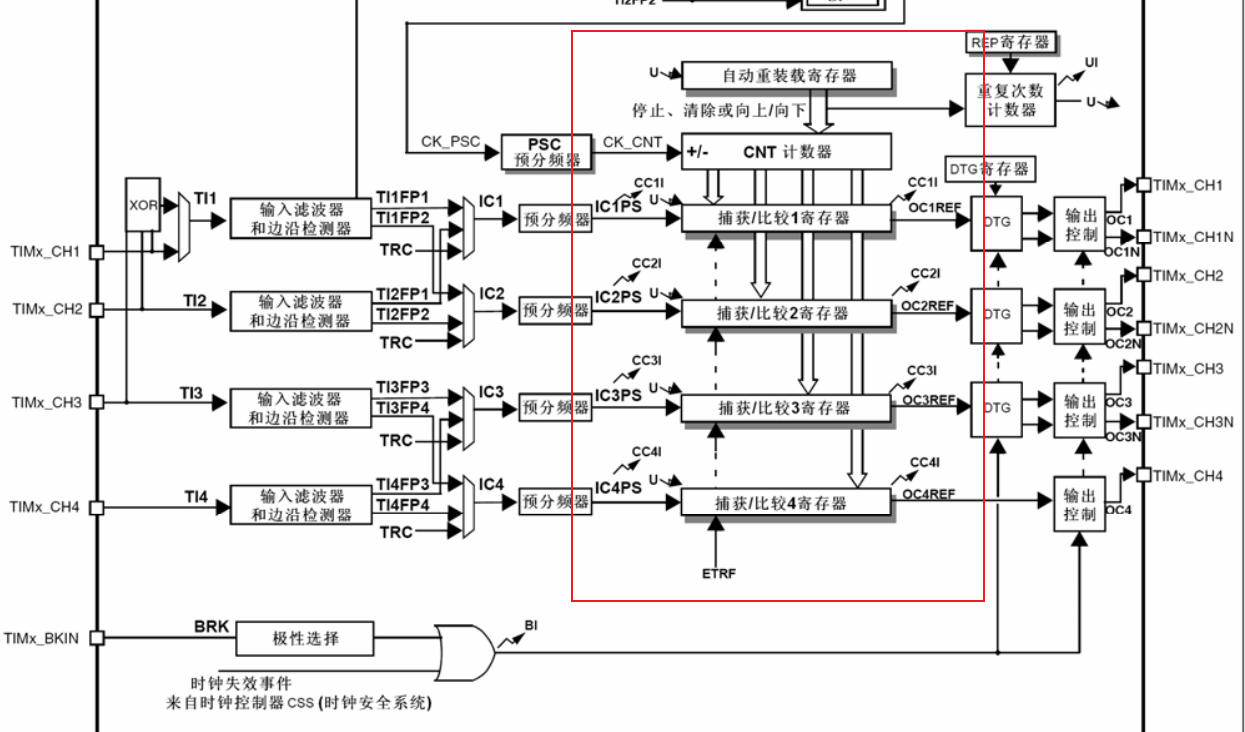 TI2FP2
REP寄存器
U
自动重装载寄存器
UI
停止、清除或向上/向下
重复次数
计数器
U
CK_PSC
PSC
预分频器
CK_CNT
+/-
CNT 计数器
DTG寄存器
XOR
TI1
输入滤波器
和边沿检测器
TI1FP1
TI1FP2
TRC
IC1
预分频器
CC1I
U
IC1PS
捕获/比较1寄存器
CC1I
OC1REF
DTG
输出
控制
OC1
OC1N
TIMx_CH1
TIMx_CH1N
TIMx_CH1
TIMx_CH2
TI2
输入滤波器
和边沿检测器
TI2FP1
TI2FP2
TRC
IC2
预分频器
CC2I
U
IC2PS
捕获/比较2寄存器
CC2I
OC2REF
DTG
输出
控制
OC2
OC2N
TIMx_CH2
TIMx_CH2N
TIMx_CH3
TI3
输入滤波器
和边沿检测器
TI3FP3
TI3FP4
TRC
IC3
预分频器
CC3I
U
IC3PS
捕获/比较3寄存器
CC3I
OC3REF
DTG
输出
控制
OC3
OC3N
TIMx_CH3
TIMx_CH3N
TIMx_CH4
TI4
输入滤波器
和边沿检测器
TI4FP3
TI4FP4
TRC
IC4
预分频器
CC4I
U
IC4PS
捕获/比较4寄存器
CC4I
OC4REF
输出
控制
OC4
TIMx_CH4
ETRF
TIMx_BKIN
BRK
极性选择
BI
时钟失效事件
来自时钟控制器CSS (时钟安全系统)